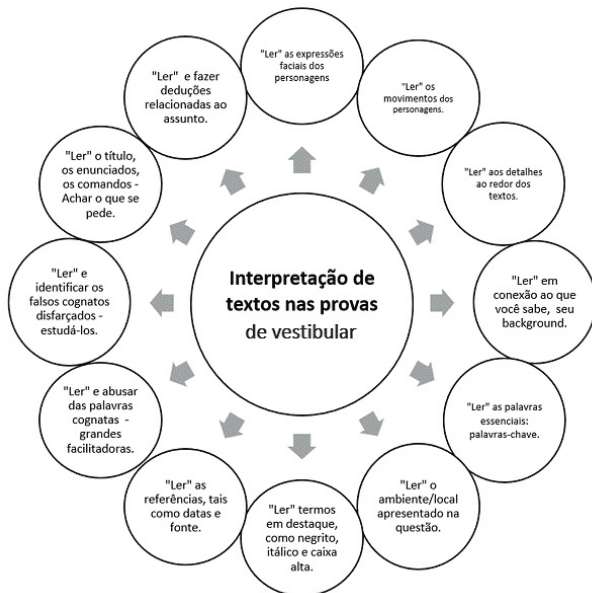 Interpretação de
textos nas provas
de vestibular
"Ler" as expressões
faciais dos
personagens
"Ler" os
movimentos dos
personagens.
"Ler" aos detalhes
ao redor dos
textos.
"Ler" em
conexão ao que
você sabe, seu
background.
"Ler" as palavras
essenciais:
palavras-chave.
"Ler" o
ambiente/local
apresentado na
questão.
"Ler" termos
em destaque,
como negrito,
itálico e caixa
alta.
"Ler" as
referências, tais
como datas e
fonte.
"Ler" e abusar
das palavras
cognatas -
grandes
facilitadoras.
"Ler" e
identificar os
falsos cognatos
disfarçados -
estudá-los.
"Ler" o título,
os enunciados,
os comandos -
Achar o que se
pede.
"Ler" e fazer
deduções
relacionadas ao
assunto.